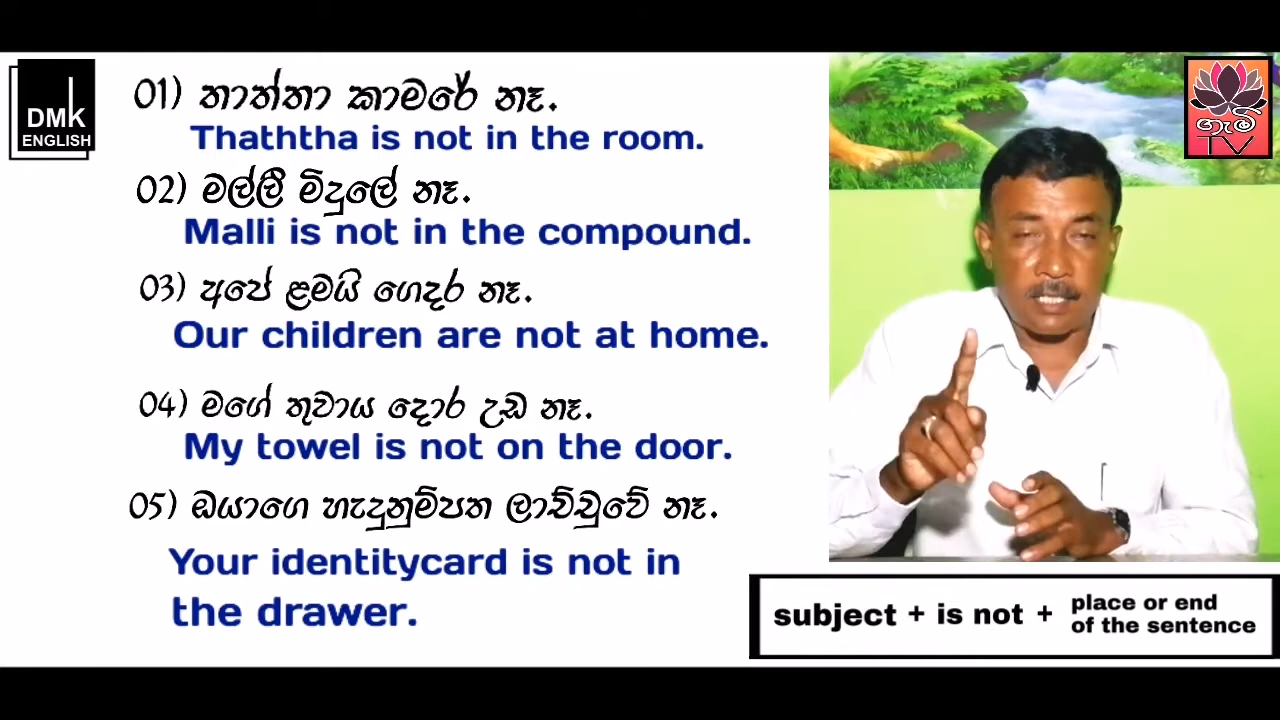 DMK
ENGLISH
01) තාත්තා කාමරේ නෑ.
Thaththa is not in the room.
02) මල්ලී මිදුලේ නෑ.
Malli is not in the compound.
03) අපේ ළමයි ගෙදර නෑ.
Our children are not at home.
04) මගේ තුවාය දොර උඩ නෑ.
My towel is not on the door.
05) ඔයාගෙ හැඳුනුම්පත ලාච්චුවේ නෑ.
Your identitycard is not in
the drawer.
ගැමි
TV
subject + is not + place or end
of the sentence